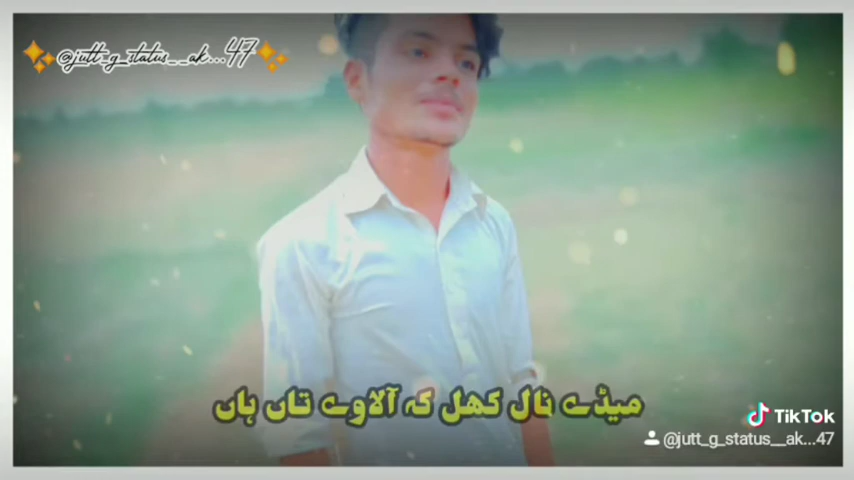 @jutt_g_status__ak...47
میڈے نال کھل کہ آلاوے تاں ہاں
TikTok
@jutt_g_status__ak...47